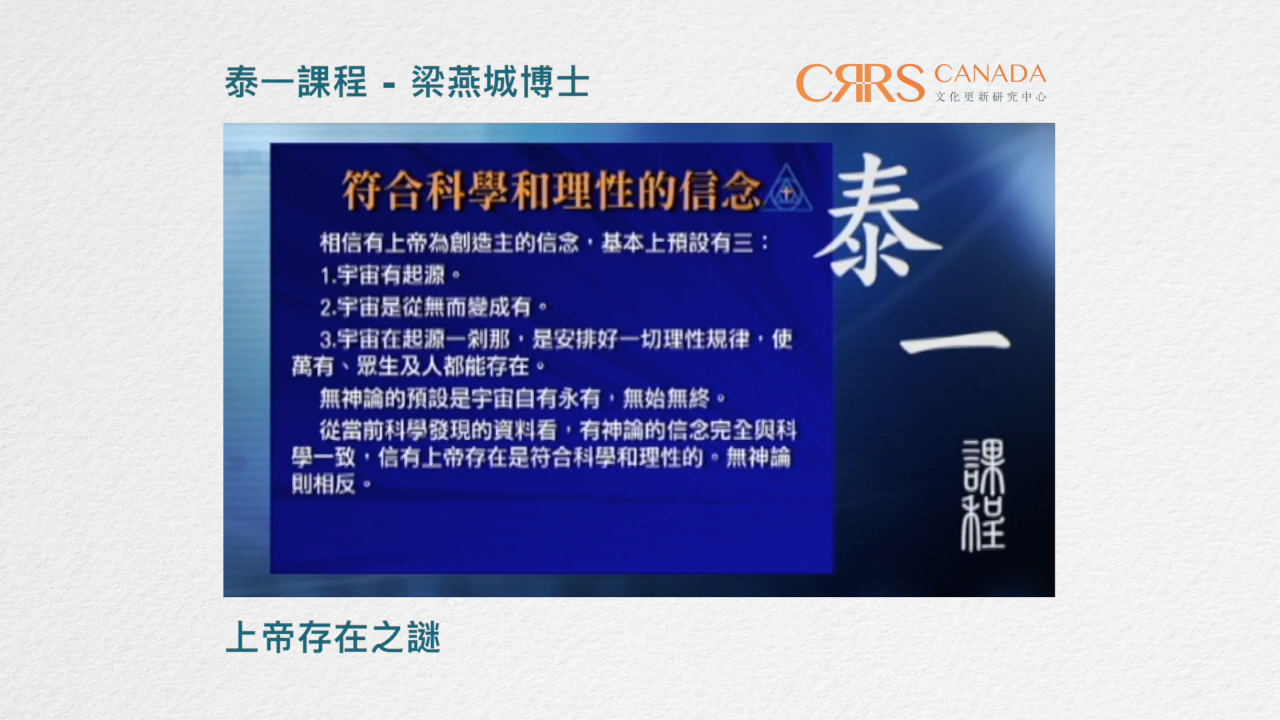 泰一課程 - 梁燕城博士
CRRS CANADA
文化更新研究中心
符合科學和理性的信念
相信有上帝為創造主的信念，基本上預設有三：
1.宇宙有起源。
2.宇宙是從無而變成有。
3.宇宙在起源一剎那，是安排好一切理性規律，使
萬有、眾生及人都能存在。
無神論的預設是宇宙自有永有，無始無終。
從當前科學發現的資料看，有神論的信念完全與科
學一致，信有上帝存在是符合科學和理性的。無神論
則相反。
泰一
課程
上帝存在之謎